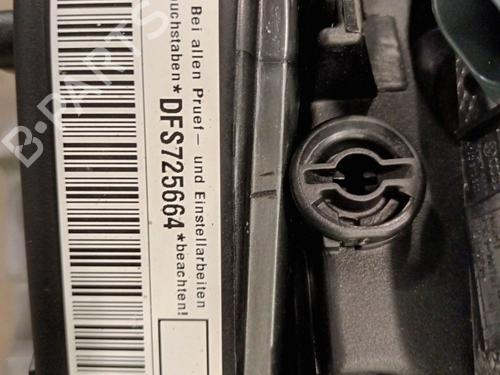 Bei allen Pruef- und Einstellarbeiten
uchstaben*DFS725664*beachten!
B-PARTS